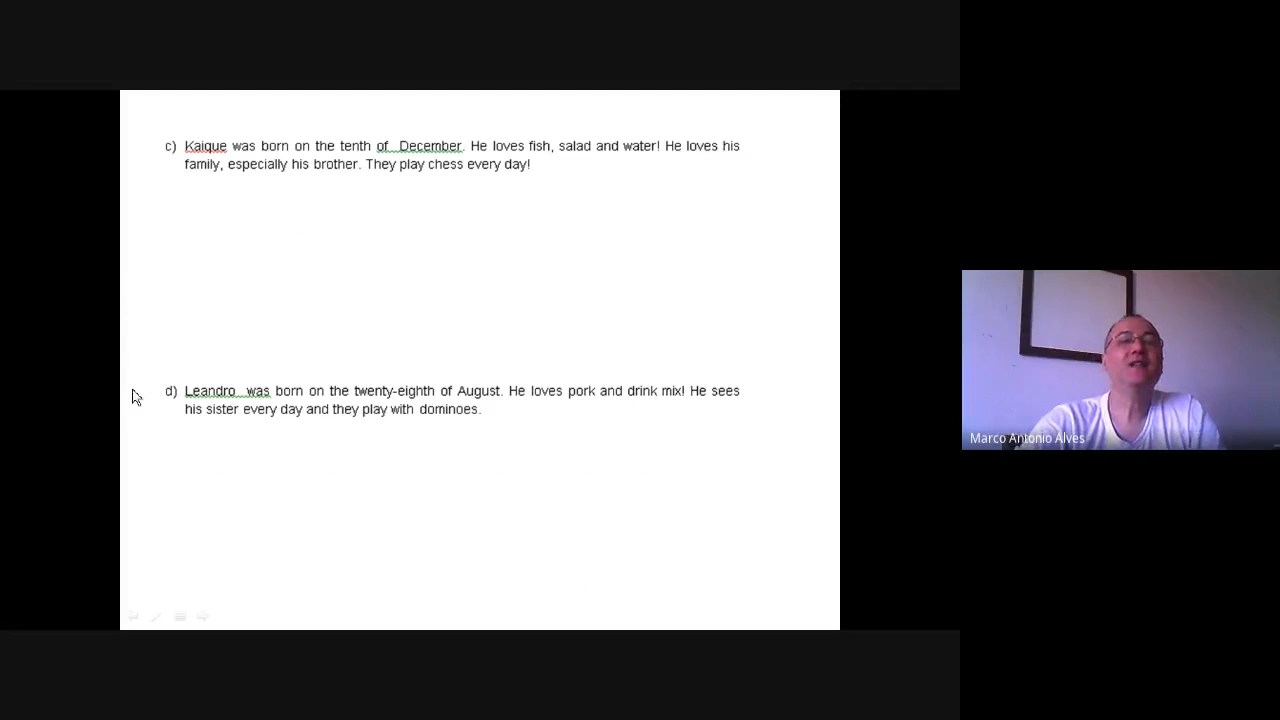 c) Kaique was born on the tenth of December. He loves fish, salad and water! He loves his
family, especially his brother. They play chess every day!
d) Leandro was born on the twenty-eighth of August. He loves pork and drink mix! He sees
his sister every day and they play with dominoes.
Marco Antonio Alves